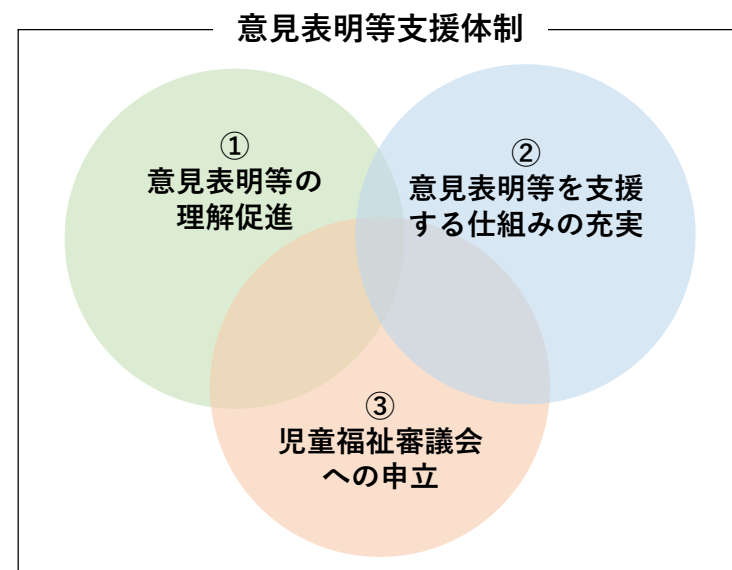 意見表明等支援体制
①
意見表明等の
理解促進
②
意見表明等を支援
する仕組みの充実
③
児童福祉審議会
への申立